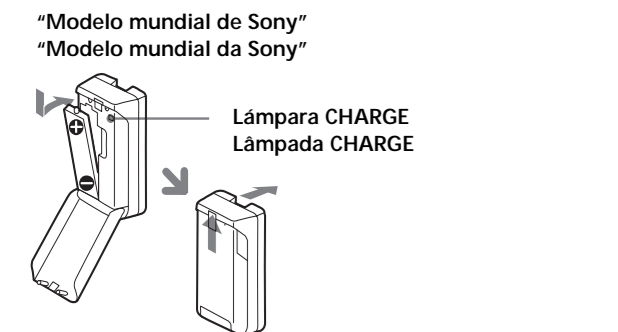 “Modelo mundial de Sony”
“Modelo mundial da Sony”
Lámpara CHARGE
Lâmpada CHARGE